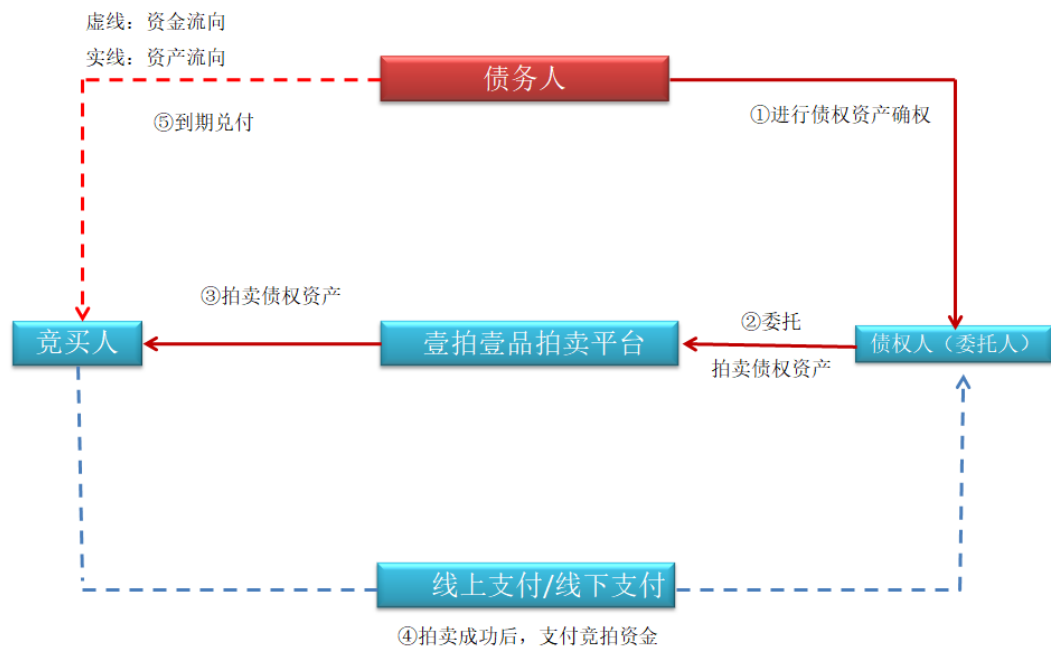 虚线：资金流向
实线：资产流向
债务人
①进行债权资产确权
⑤到期兑付
③拍卖债权资产
②委托
竞买人
壹拍壹品拍卖平台
债权人（委托人）
拍卖债权资产
线上支付/线下支付
④拍卖成功后，支付竞拍资金